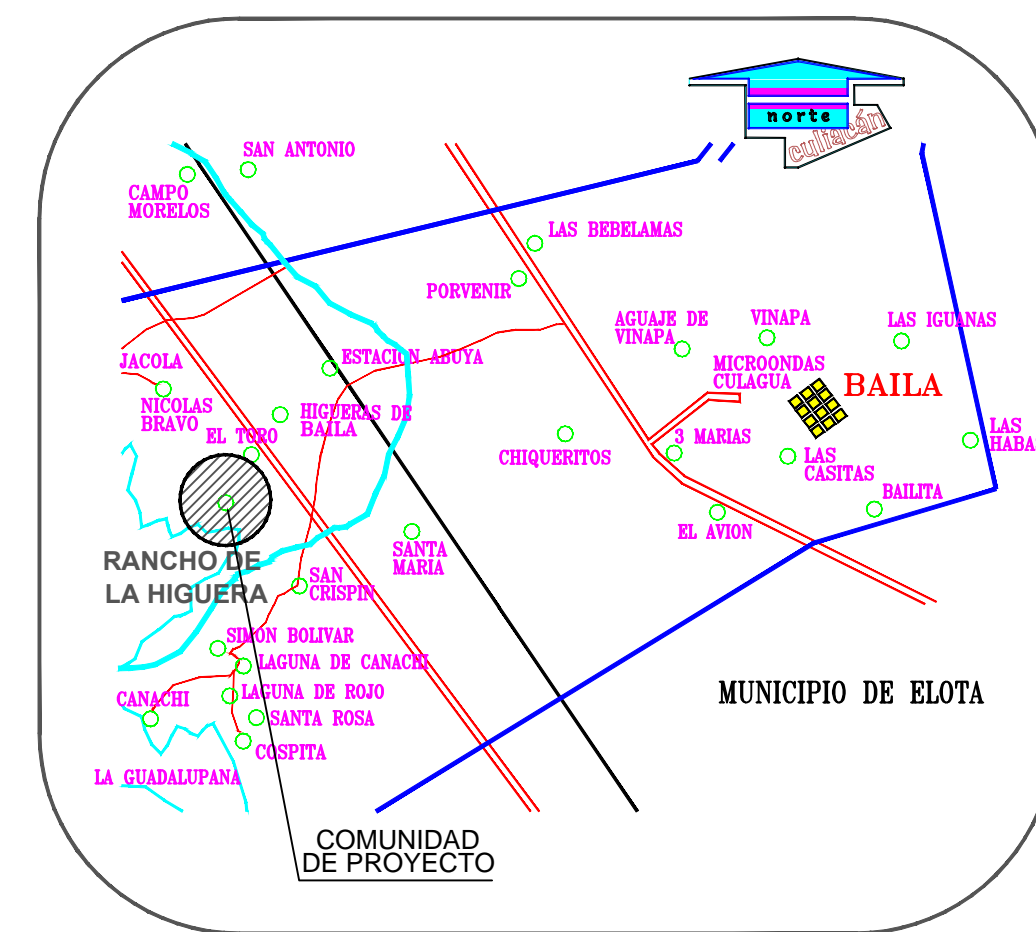 norte
culiacán
SAN ANTONIO
CAMPO
MORELOS
LAS BEBELAMAS
PORVENIR
AGUAJE DE
VINAPA
VINAPA
LAS IGUANAS
JACOLA
ESTACION ABUYA
MICROONDAS
CULAGUA
BAILA
NICOLAS
BRAVO
HIGUERAS DE
BAILA
EL TORO
CHIQUERITOS
3 MARIAS
LAS
CASITAS
LAS
HABA
BAILITA
EL AVION
SANTA
MARIA
RANCHO DE
LA HIGUERA
SAN
CRISPIN
SIMON BOLIVAR
LAGUNA DE CANACHI
CANACHI
LAGUNA DE ROJO
SANTA ROSA
COSPITA
MUNICIPIO DE ELOTA
LA GUADALUPANA
COMUNIDAD
DE PROYECTO